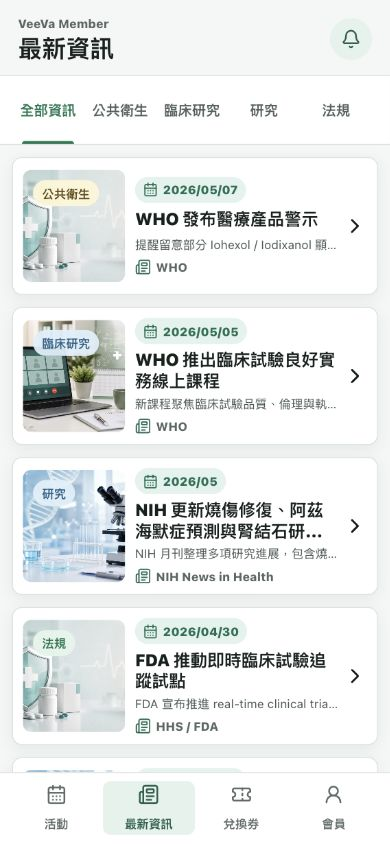 VeeVa Member
最新資訊
全部資訊 公共衛生 臨床研究 研究 法規
公共衛生
2026/05/07
WHO 發布醫療產品警示
提醒留意部分 Iohexol / Iodixanol 顯...
WHO
臨床研究
2026/05/05
WHO 推出臨床試驗良好實
務線上課程
新課程聚焦臨床試驗品質、倫理與執...
WHO
研究
2026/05
NIH 更新燒傷修復、阿茲
海默症預測與腎結石研...
NIH 月刊整理多項研究進展，包含燒...
NIH News in Health
法規
2026/04/30
FDA 推動即時臨床試驗追
蹤試點
FDA 宣布推進 real-time clinical tria...
HHS / FDA
活動 最新資訊 兌換券 會員